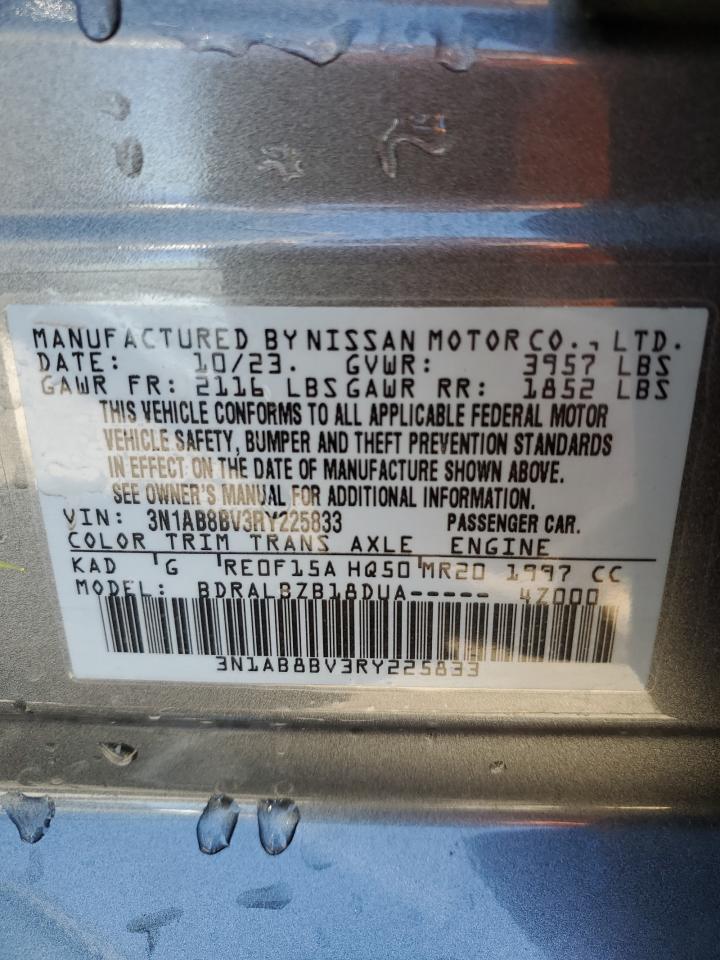 MANUFACTURED BY NISSAN MOTOR CO., LTD.
DATE: 10/23. GVWR: 3957 LBS
GAWR FR: 2116 LBS GAWR RR: 1852 LBS
THIS VEHICLE CONFORMS TO ALL APPLICABLE FEDERAL MOTOR
VEHICLE SAFETY, BUMPER AND THEFT PREVENTION STANDARDS
IN EFFECT ON THE DATE OF MANUFACTURE SHOWN ABOVE.
SEE OWNER'S MANUAL FOR ADDITIONAL INFORMATION.
VIN: 3N1AB8BV3RY225833 PASSENGER CAR.
COLOR TRIM TRANS AXLE ENGINE
KAD G RE0F15A HQ50 MR20 1997 CC
MODEL: BDRALBZB18DUA----- 4Z000
3N1AB8BV3RY225833